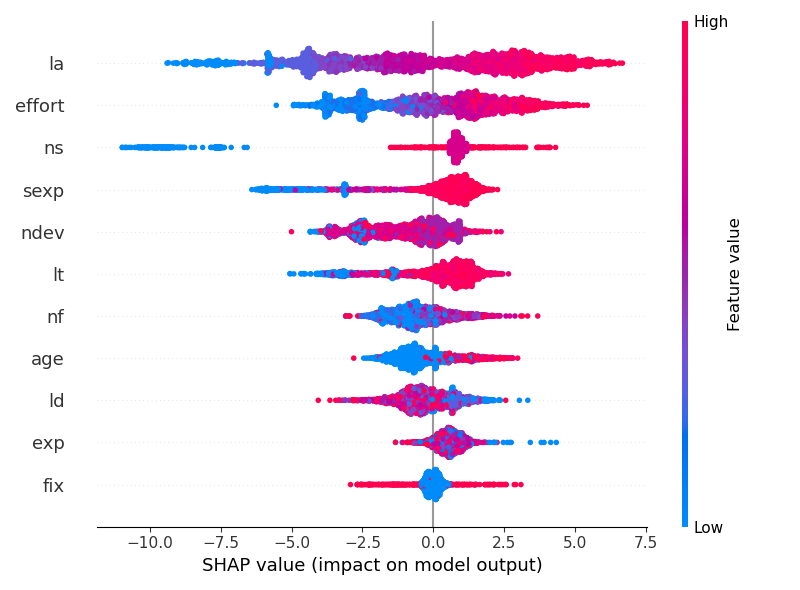 High
la
effort
ns
sexp
ndev
lt
nf
age
ld
exp
fix
Feature value
Low
−10.0 −7.5 −5.0 −2.5 0.0 2.5 5.0 7.5
SHAP value (impact on model output)